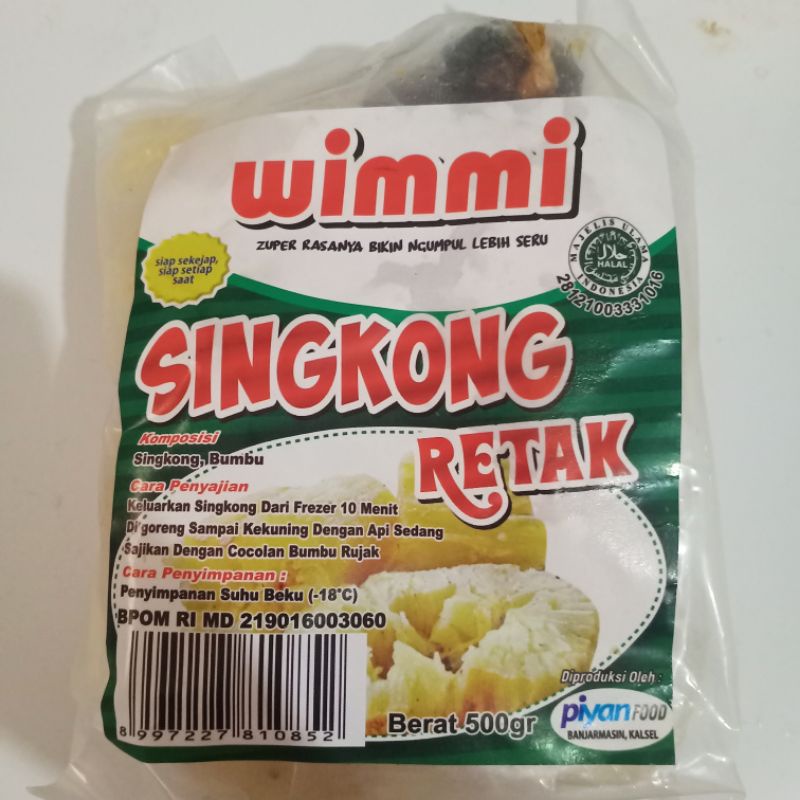 wimmi
ZUPER RASANYA BIKIN NGUMPUL LEBIH SERU
siap sekejap,
siap setiap
saat
MAJELIS ULAMA INDONESIA
حلال
HALAL
28121003331016
SINGKONG
RETAK
Komposisi
Singkong, Bumbu
Cara Penyajian
Keluarkan Singkong Dari Frezer 10 Menit
Di'goreng Sampai Kekuning Dengan Api Sedang
Sajikan Dengan Cocolan Bumbu Rujak
Cara Penyimpanan :
Penyimpanan Suhu Beku (-18°C)
BPOM RI MD 219016003060
8 997227 810852
Berat 500gr
Diproduksi Oleh :
piyan FOOD
BANJARMASIN, KALSEL